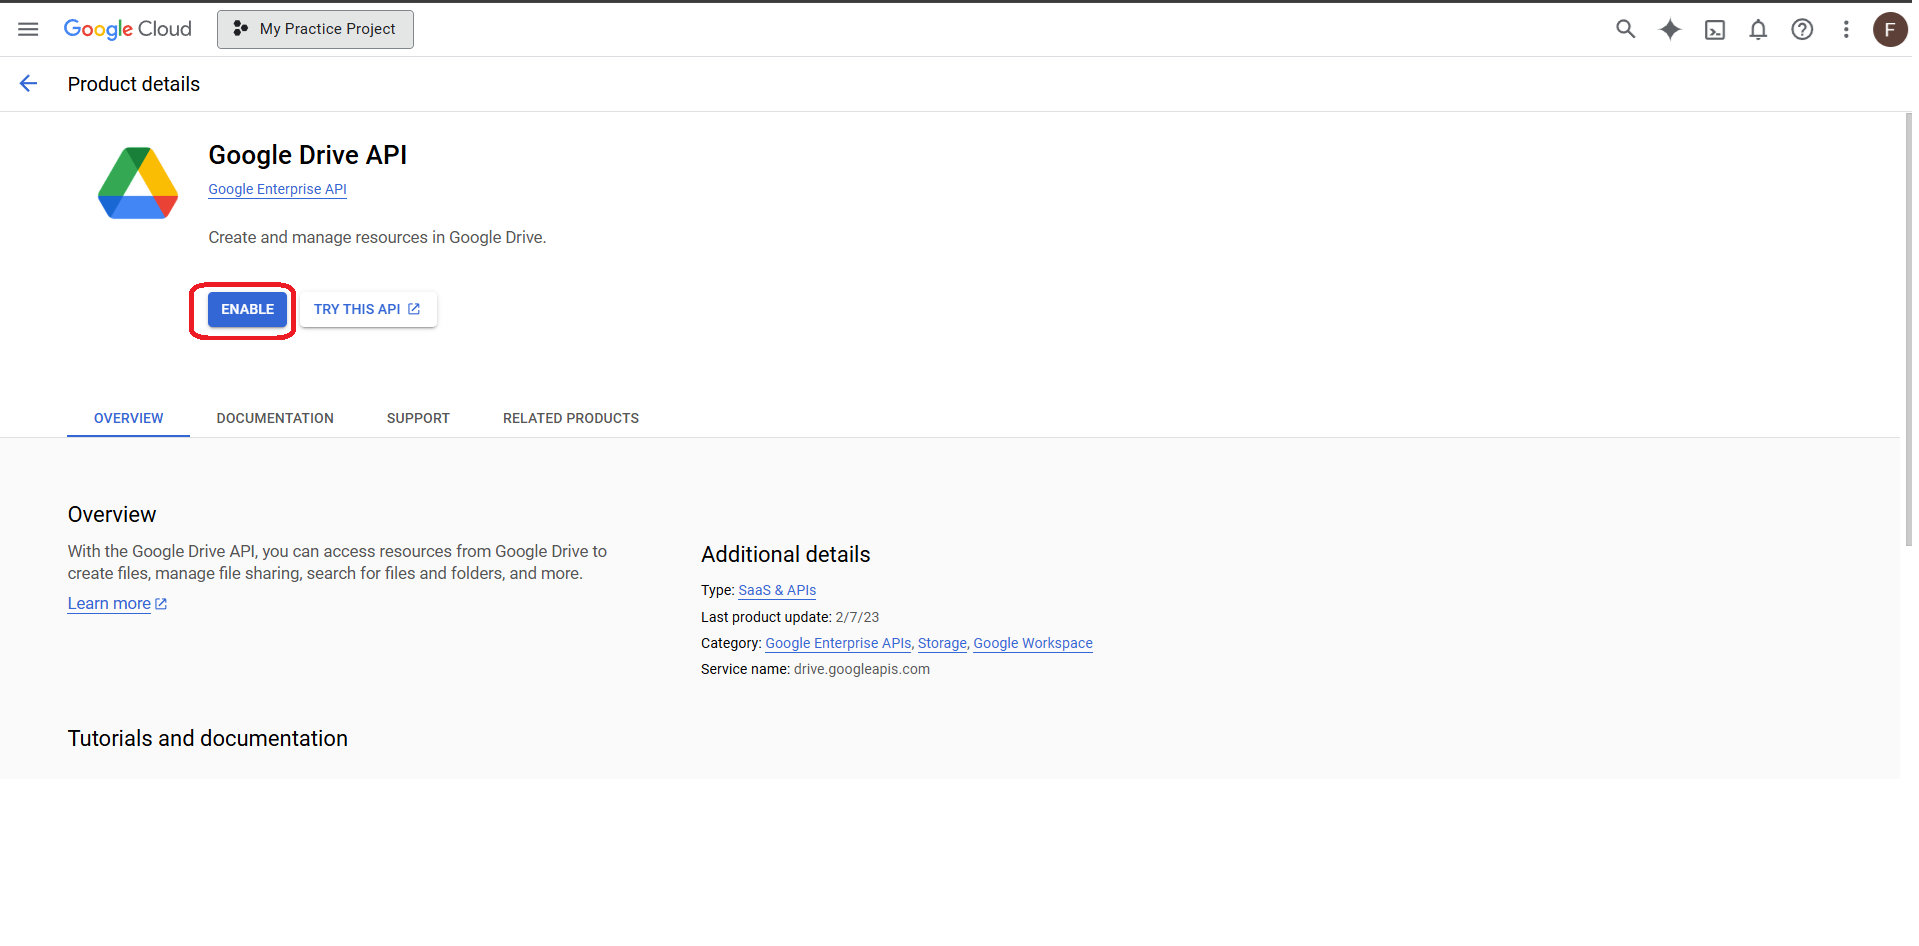 Google Cloud My Practice Project F
Product details
Google Drive API
Google Enterprise API
Create and manage resources in Google Drive.
ENABLE TRY THIS API
OVERVIEW DOCUMENTATION SUPPORT RELATED PRODUCTS
Overview
With the Google Drive API, you can access resources from Google Drive to
create files, manage file sharing, search for files and folders, and more.
Learn more
Additional details
Type: SaaS & APIs
Last product update: 2/7/23
Category: Google Enterprise APIs, Storage, Google Workspace
Service name: drive.googleapis.com
Tutorials and documentation